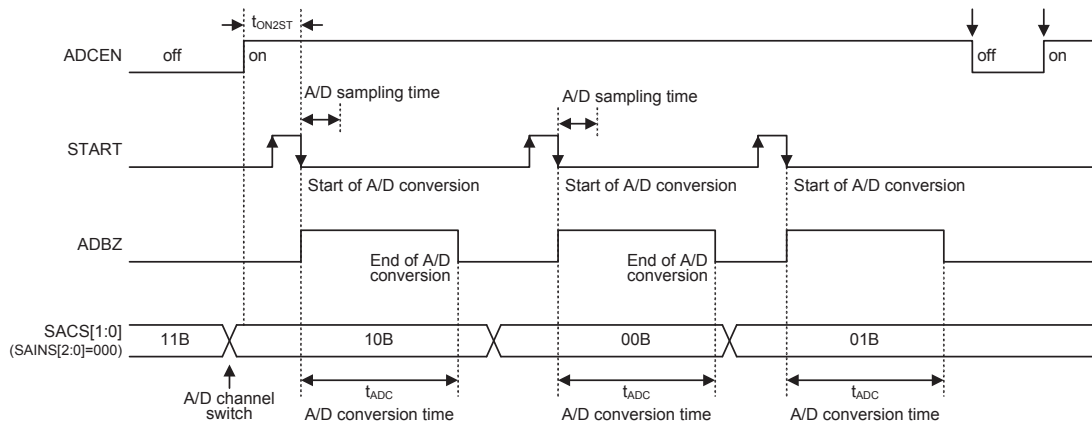 tON2ST
ADCEN
off
on
off
on
A/D sampling time
A/D sampling time
START
Start of A/D conversion
Start of A/D conversion
Start of A/D conversion
ADBZ
End of A/D
conversion
End of A/D
conversion
SACS[1:0]
(SAINS[2:0]=000)
11B
10B
00B
01B
A/D channel
switch
tADC
A/D conversion time
tADC
A/D conversion time
tADC
A/D conversion time